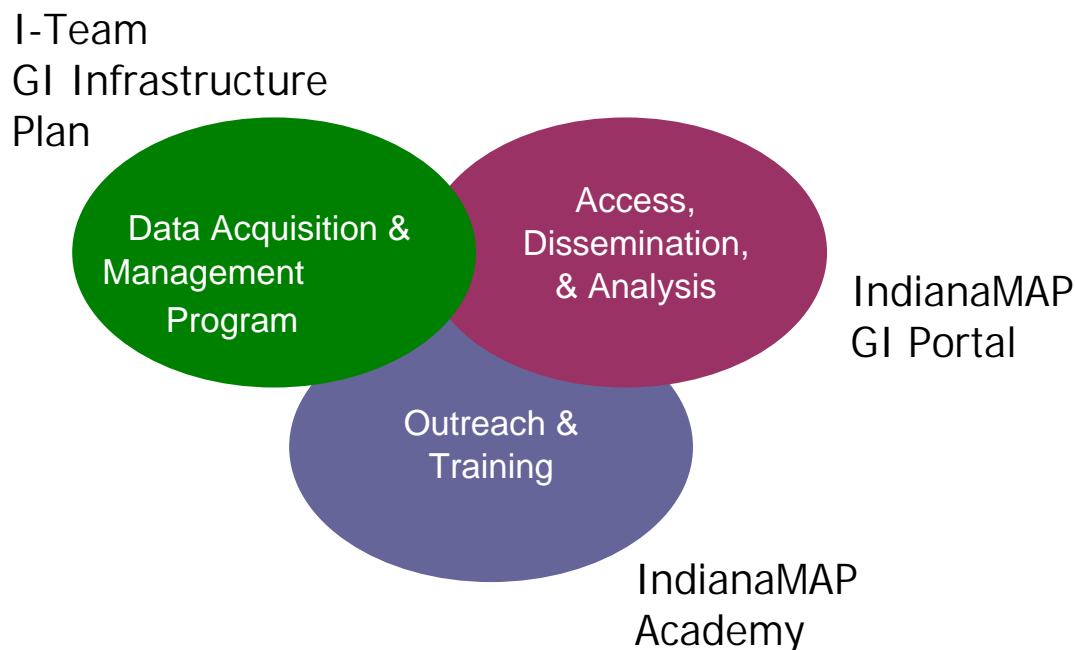 I-Team
GI Infrastructure
Plan
Data Acquisition &
Management
Program
Access,
Dissemination,
& Analysis
IndianaMAP
GI Portal
Outreach &
Training
IndianaMAP
Academy